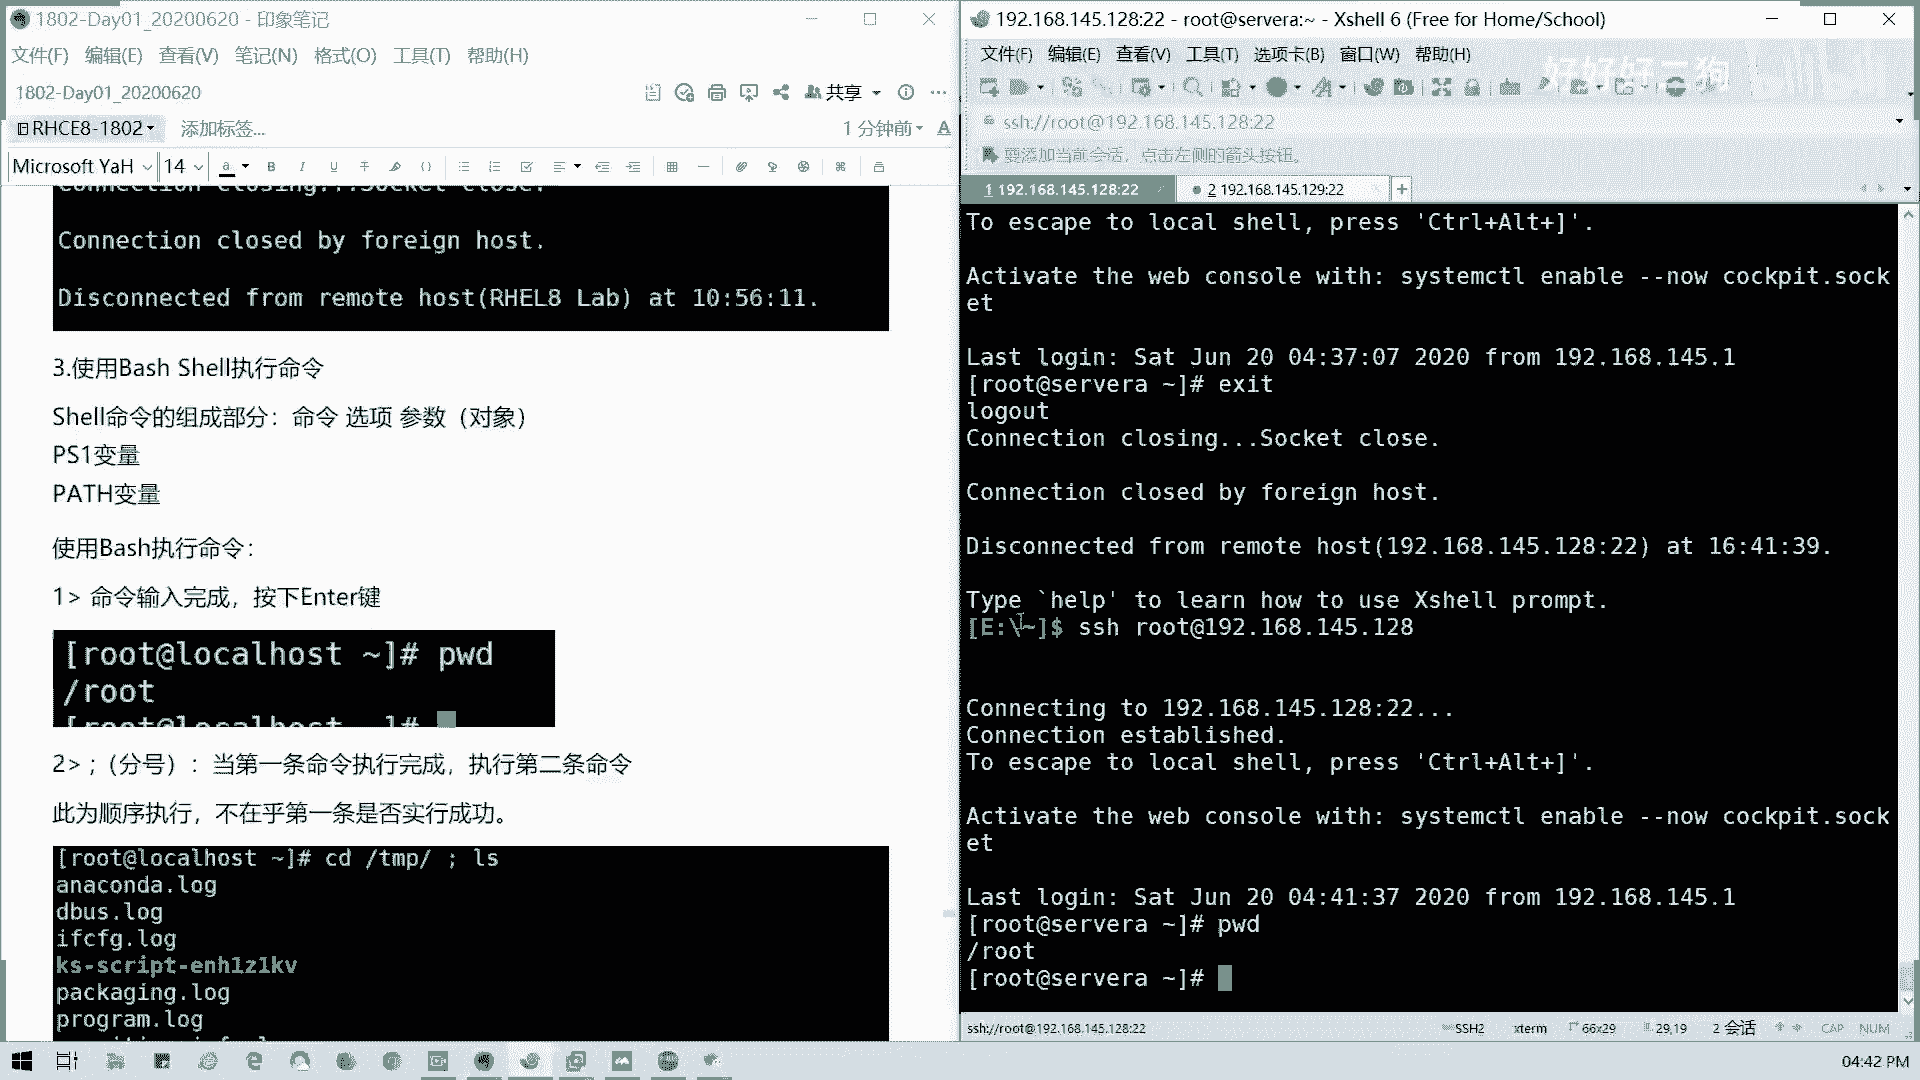 1802-Day01_20200620 - 印象笔记
文件(F) 编辑(E) 查看(V) 笔记(N) 格式(O) 工具(T) 帮助(H)
1802-Day01_20200620
共享
RHCE8-1802
添加标签...
1 分钟前
Microsoft YaH 14
Connection closing...Socket close.
Connection closed by foreign host.
Disconnected from remote host(RHEL8 Lab) at 10:56:11.
3.使用Bash Shell执行命令
Shell命令的组成部分：命令 选项 参数（对象）
PS1变量
PATH变量
使用Bash执行命令：
1> 命令输入完成，按下Enter键
[root@localhost ~]# pwd
/root
[root@localhost ~]#
2> ;（分号）：当第一条命令执行完成，执行第二条命令
此为顺序执行，不在乎第一条是否实行成功。
[root@localhost ~]# cd /tmp/ ; ls
anaconda.log
dbus.log
ifcfg.log
ks-script-enh1z1kv
packaging.log
program.log
192.168.145.128:22 - root@servera:~ - Xshell 6 (Free for Home/School)
文件(F) 编辑(E) 查看(V) 工具(T) 选项卡(B) 窗口(W) 帮助(H)
好好好二狗
ssh://root@192.168.145.128:22
要添加当前会话，点击左侧的箭头按钮。
1 192.168.145.128:22
2 192.168.145.129:22
To escape to local shell, press 'Ctrl+Alt+]'.
Activate the web console with: systemctl enable --now cockpit.sock
et
Last login: Sat Jun 20 04:37:07 2020 from 192.168.145.1
[root@servera ~]# exit
logout
Connection closing...Socket close.
Connection closed by foreign host.
Disconnected from remote host(192.168.145.128:22) at 16:41:39.
Type `help' to learn how to use Xshell prompt.
[E:\~]$ ssh root@192.168.145.128
Connecting to 192.168.145.128:22...
Connection established.
To escape to local shell, press 'Ctrl+Alt+]'.
Activate the web console with: systemctl enable --now cockpit.sock
et
Last login: Sat Jun 20 04:41:37 2020 from 192.168.145.1
[root@servera ~]# pwd
/root
[root@servera ~]#
ssh://root@192.168.145.128:22
SSH2 xterm 66x29 29,19 2 会话 CAP NUM
04:42 PM